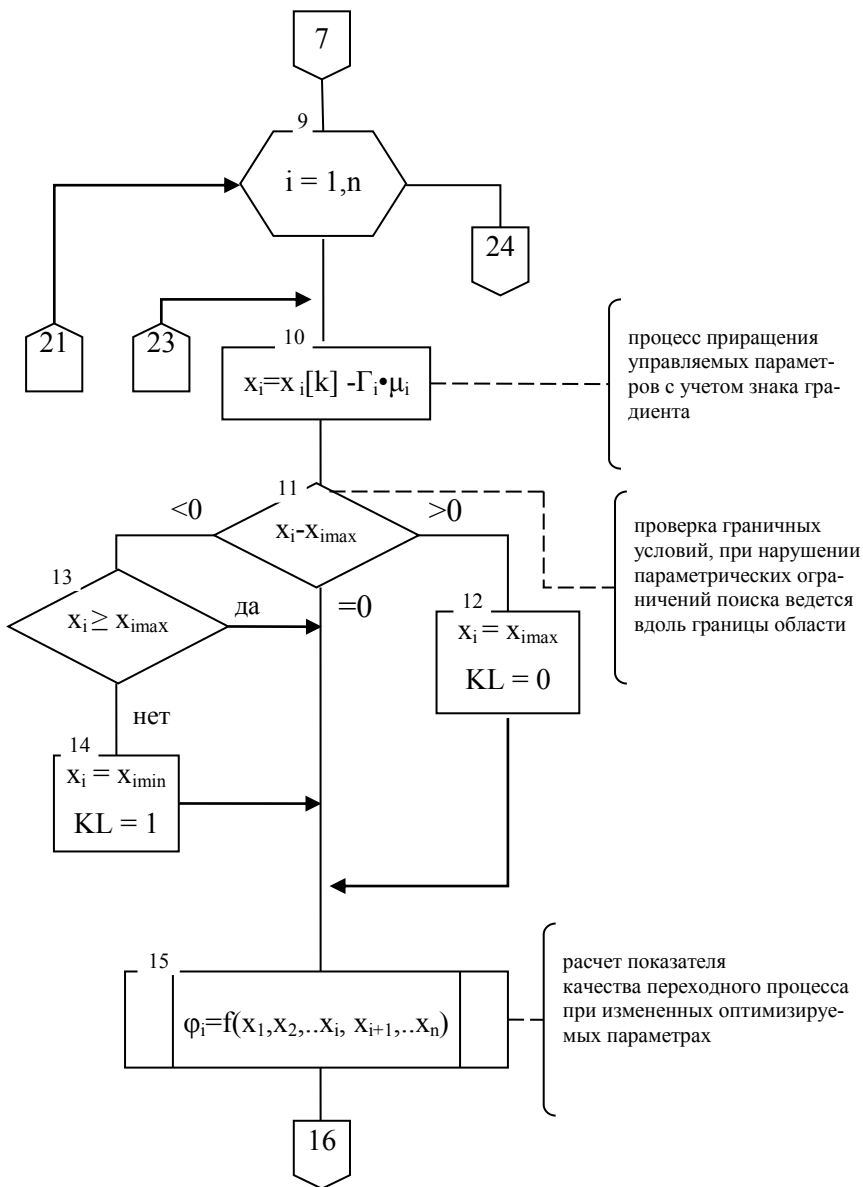 7
9
i = 1,n
24
21
23
10
xᵢ=x ᵢ[k] -Γᵢ•μᵢ
процесс приращения
управляемых парамет-
ров с учетом знака гра-
диента
11
<0
>0
xᵢ-xᵢₘₐₓ
=0
проверка граничных
условий, при нарушении
параметрических огра-
ничений поиска ведется
вдоль границы области
13
xᵢ ≥ xᵢₘₐₓ
да
нет
12
xᵢ = xᵢₘₐₓ
KL = 0
14
xᵢ = xᵢₘᵢₙ
KL = 1
15
φᵢ=f(x₁,x₂,..xᵢ, xᵢ₊₁,..xₙ)
расчет показателя
качества переходного процесса
при измененных оптимизируе-
мых параметрах
16